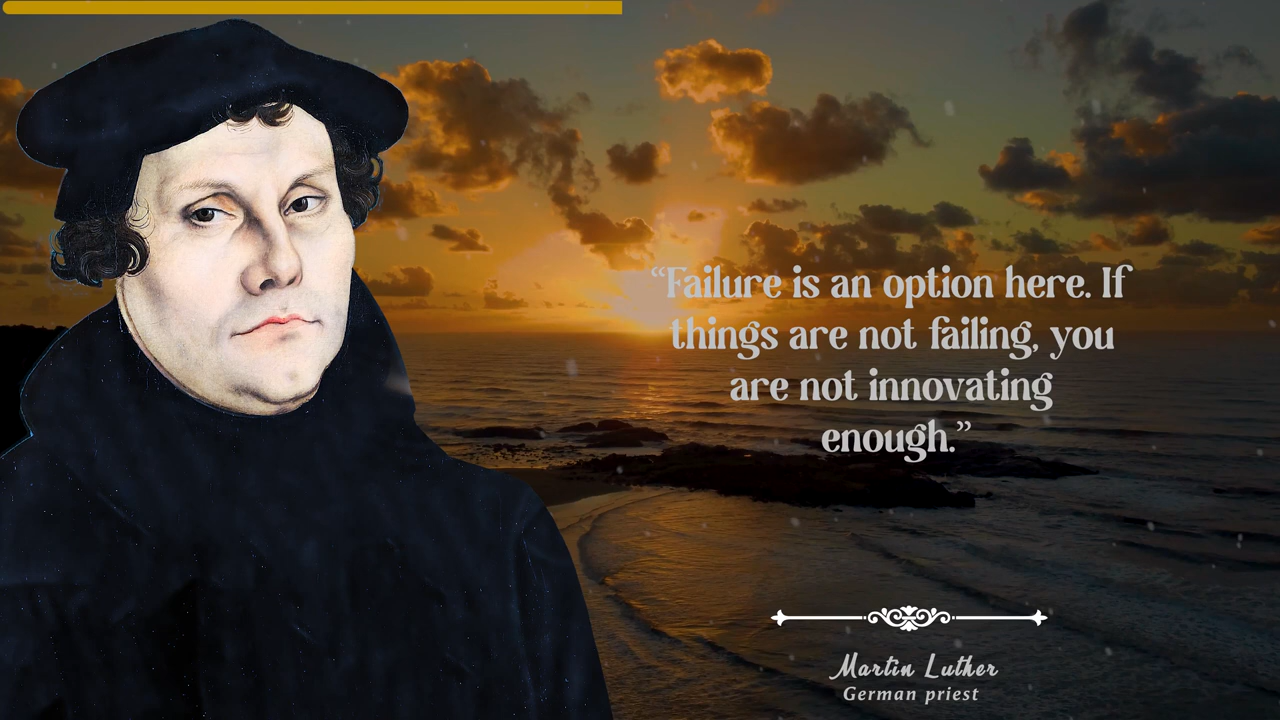 “Failure is an option here. If
things are not failing, you
are not innovating
enough.”
Martin Luther
German priest